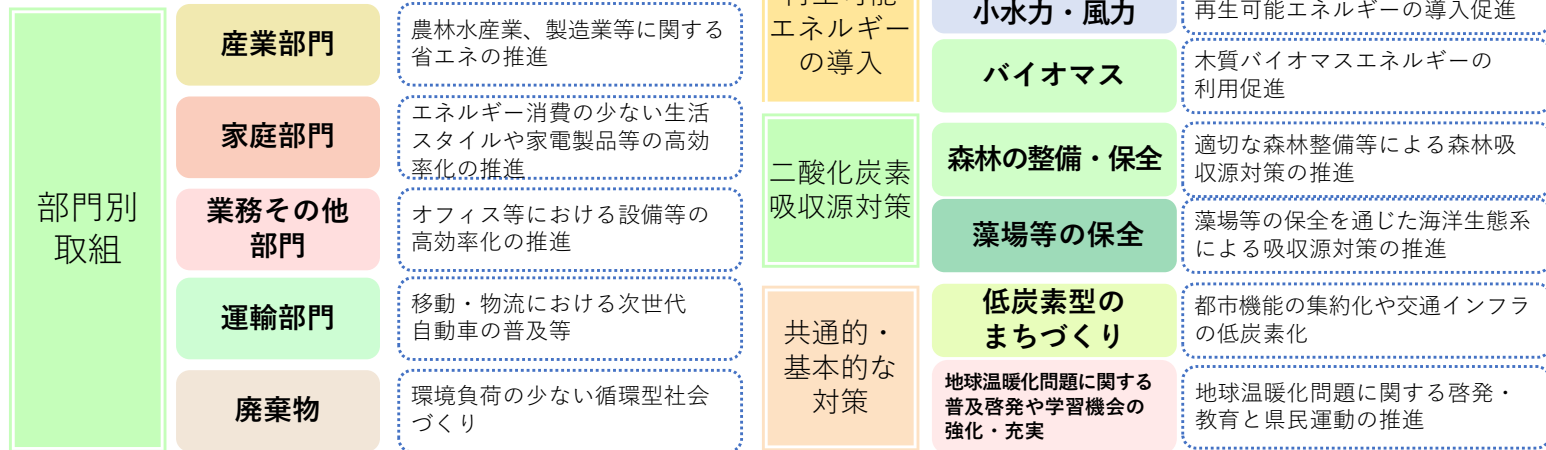 部門別
取組
産業部門
農林水産業、製造業等に関する
省エネの推進
家庭部門
エネルギー消費の少ない生活
スタイルや家電製品等の高効
率化の推進
業務その他
部門
オフィス等における設備等の
高効率化の推進
運輸部門
移動・物流における次世代
自動車の普及等
廃棄物
環境負荷の少ない循環型社会
づくり
再生可能
エネルギー
の導入
小水力・風力
再生可能エネルギーの導入促進
バイオマス
木質バイオマスエネルギーの
利用促進
二酸化炭素
吸収源対策
森林の整備・保全
適切な森林整備等による森林吸
収源対策の推進
藻場等の保全
藻場等の保全を通じた海洋生態系
による吸収源対策の推進
共通的・
基本的な
対策
低炭素型の
まちづくり
都市機能の集約化や交通インフラ
の低炭素化
地球温暖化問題に関する
普及啓発や学習機会の
強化・充実
地球温暖化問題に関する啓発・
教育と県民運動の推進